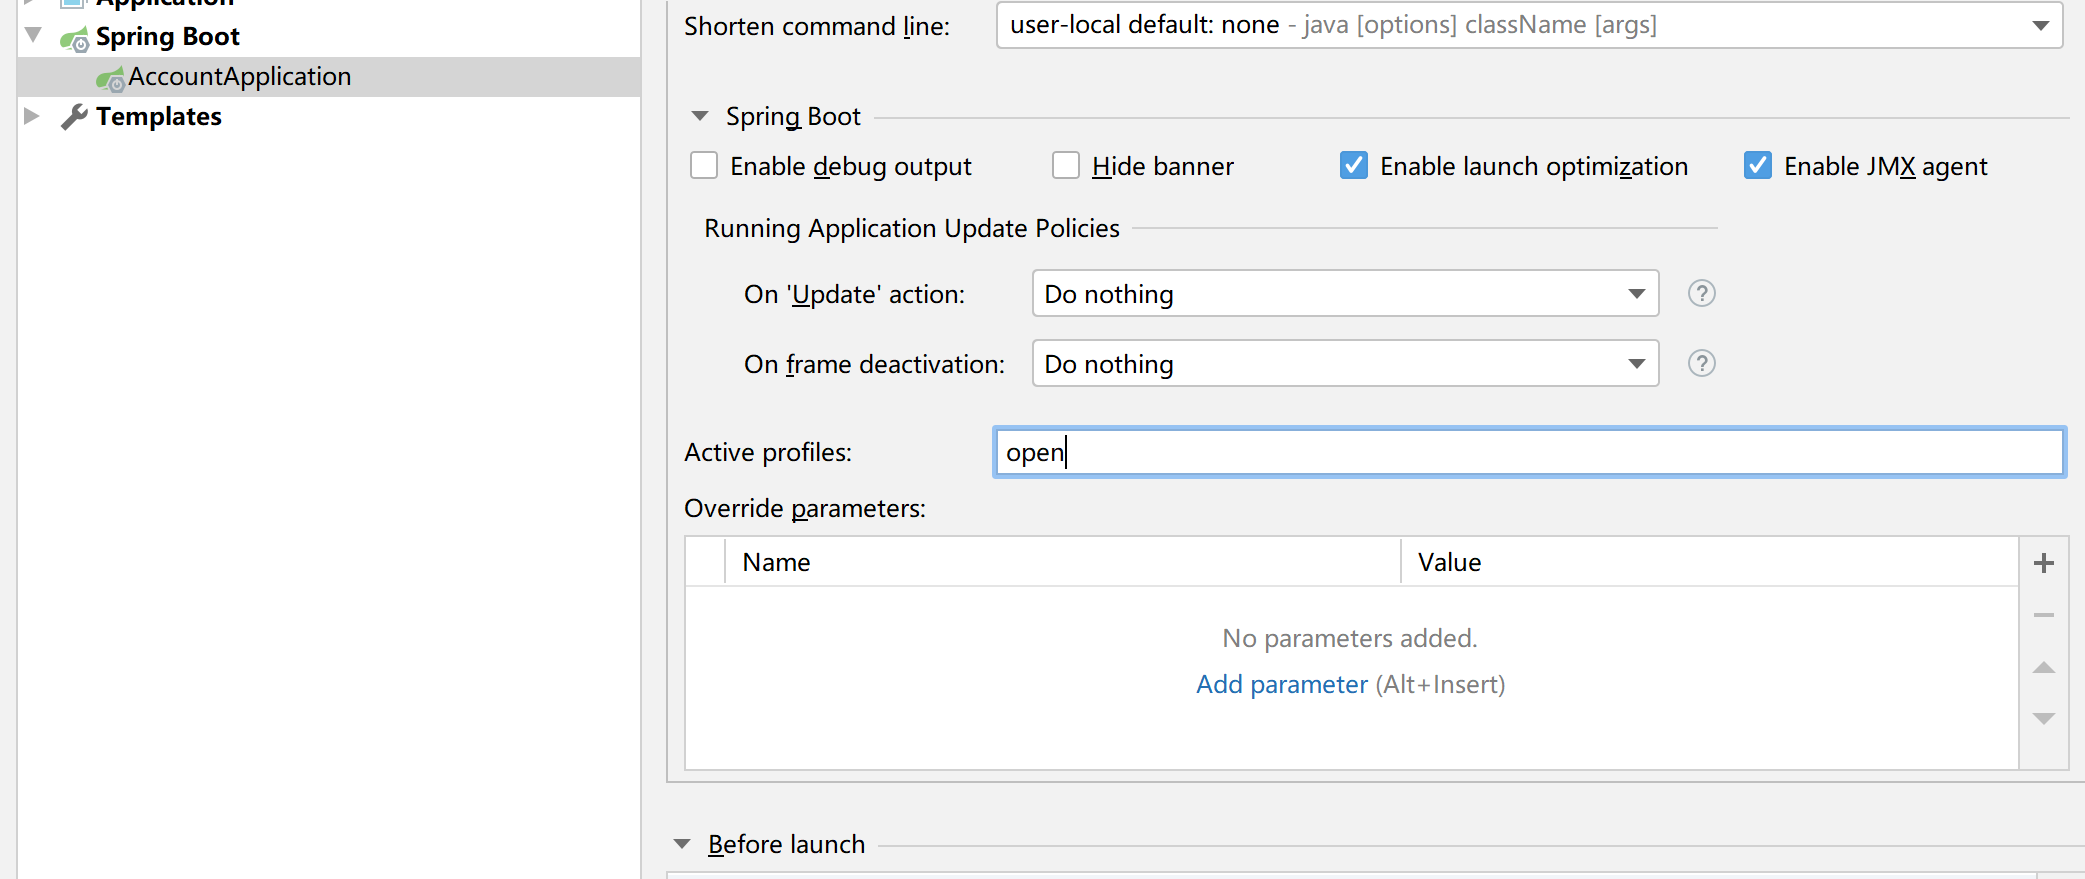 Application
Spring Boot
AccountApplication
Templates
Shorten command line: user-local default: none - java [options] className [args]
Spring Boot
Enable debug output Hide banner Enable launch optimization Enable JMX agent
Running Application Update Policies
On 'Update' action: Do nothing ?
On frame deactivation: Do nothing ?
Active profiles: open
Override parameters:
Name Value
No parameters added.
Add parameter (Alt+Insert)
Before launch